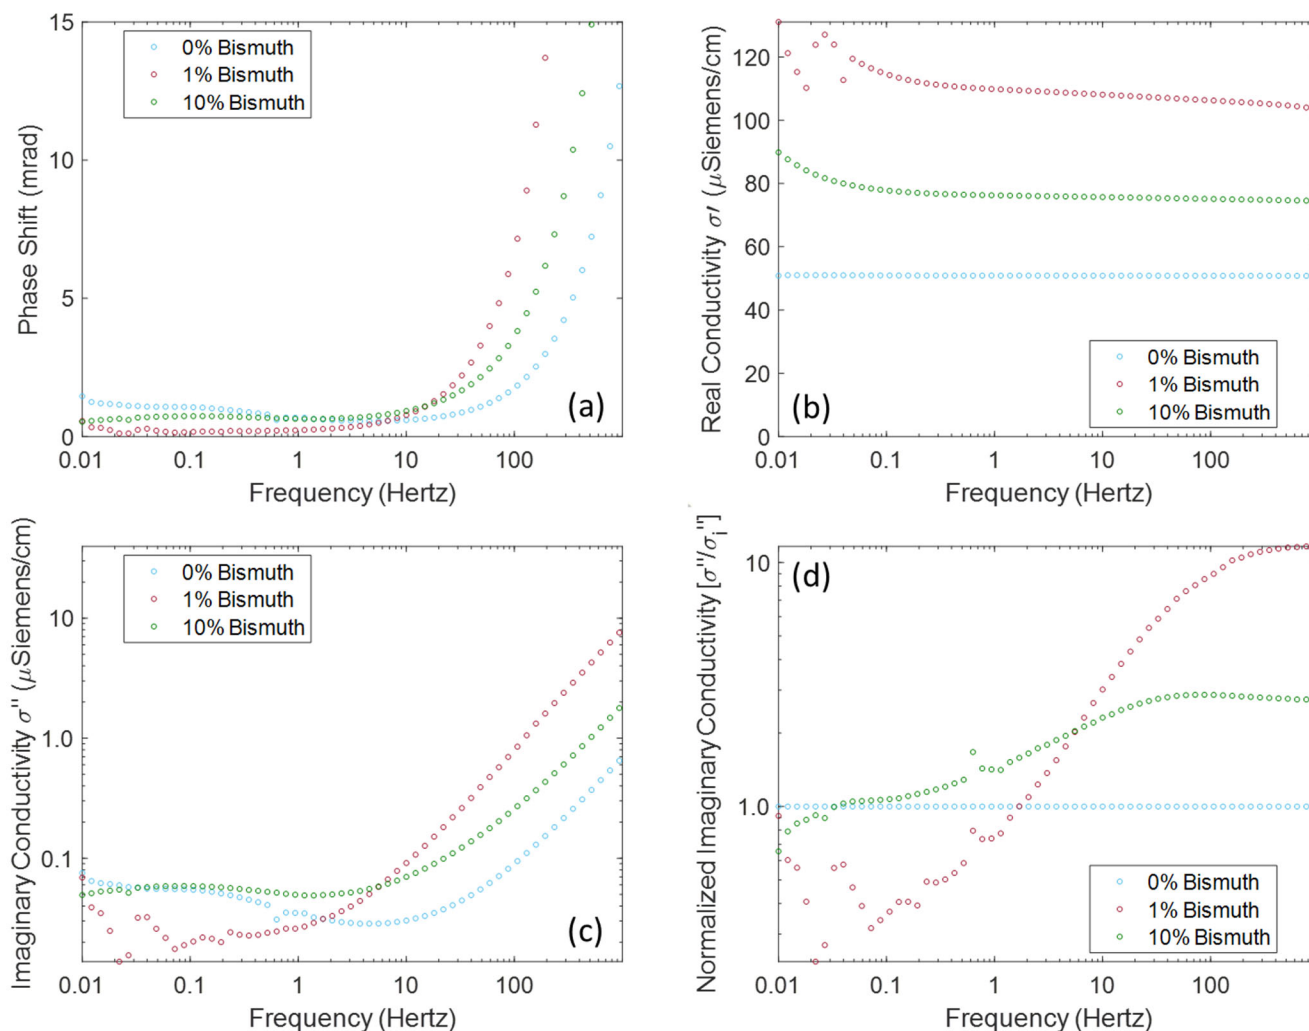 15
10
5
0
0.01
0.1
1
10
100
Phase Shift (mrad)
Frequency (Hertz)
0% Bismuth
1% Bismuth
10% Bismuth
(a)
120
100
80
60
40
20
0
0.01
0.1
1
10
100
Real Conductivity σ′ (μSiemens/cm)
Frequency (Hertz)
0% Bismuth
1% Bismuth
10% Bismuth
(b)
10
1.0
0.1
0.01
0.1
1
10
100
Imaginary Conductivity σ'' (μSiemens/cm)
Frequency (Hertz)
0% Bismuth
1% Bismuth
10% Bismuth
(c)
10
1.0
0.01
0.1
1
10
100
Normalized Imaginary Conductivity [σ''/σᵢ'']
Frequency (Hertz)
0% Bismuth
1% Bismuth
10% Bismuth
(d)